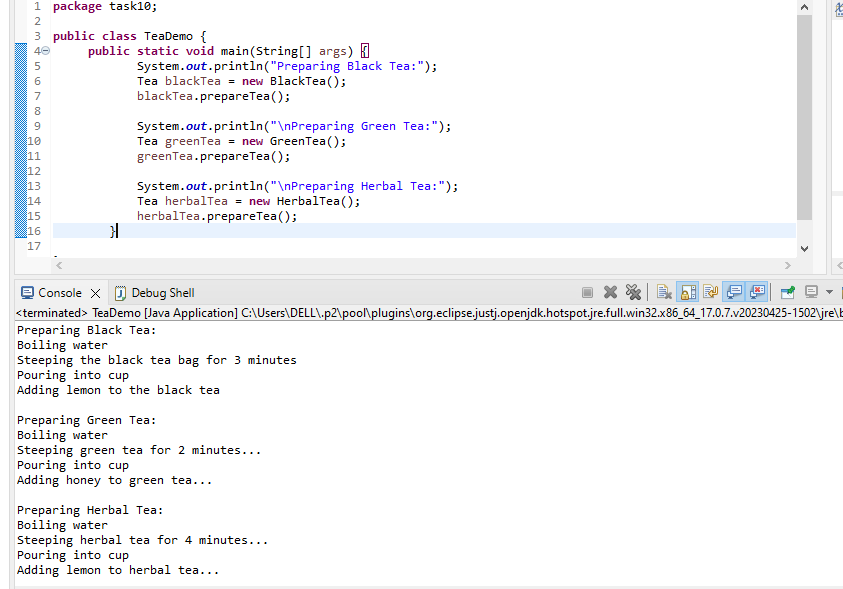 1 package task10;
2
3 public class TeaDemo {
4 public static void main(String[] args) {
5 System.out.println("Preparing Black Tea:");
6 Tea blackTea = new BlackTea();
7 blackTea.prepareTea();
8
9 System.out.println("\nPreparing Green Tea:");
10 Tea greenTea = new GreenTea();
11 greenTea.prepareTea();
12
13 System.out.println("\nPreparing Herbal Tea:");
14 Tea herbalTea = new HerbalTea();
15 herbalTea.prepareTea();
16 }
17
Console Debug Shell
<terminated> TeaDemo [Java Application] C:\Users\DELL\.p2\pool\plugins\org.eclipse.justj.openjdk.hotspot.jre.full.win32.x86_64_17.0.7.v20230425-1502\jre\b
Preparing Black Tea:
Boiling water
Steeping the black tea bag for 3 minutes
Pouring into cup
Adding lemon to the black tea
Preparing Green Tea:
Boiling water
Steeping green tea for 2 minutes...
Pouring into cup
Adding honey to green tea...
Preparing Herbal Tea:
Boiling water
Steeping herbal tea for 4 minutes...
Pouring into cup
Adding lemon to herbal tea...